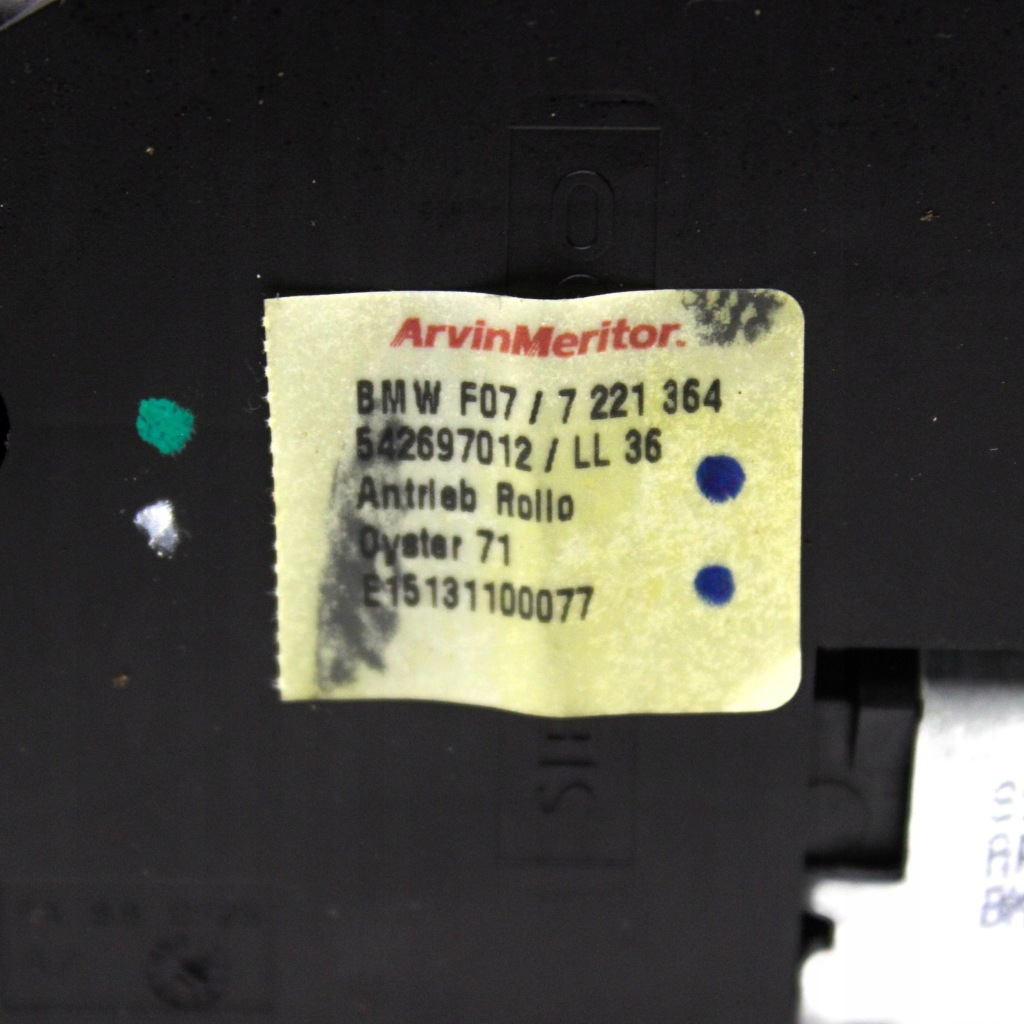 ArvinMeritor.
BMW F07 / 7 221 364
542697012 / LL 36
Antrieb Rollo
Oyster 71
E15131100077